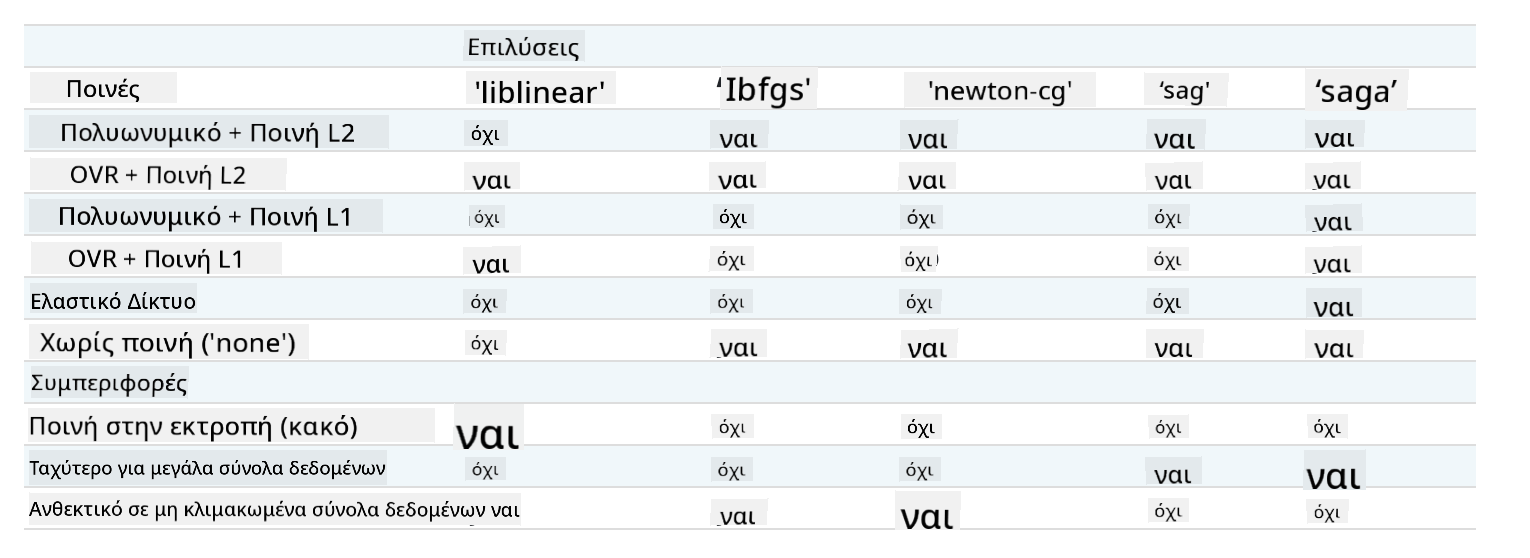 Επιλύσεις
Ποινές 'liblinear' ‘Ibfgs' 'newton-cg' ‘sag' ‘saga’
Πολυωνυμικό + Ποινή L2 όχι ναι ναι ναι ναι
OVR + Ποινή L2 ναι ναι ναι ναι ναι
Πολυωνυμικό + Ποινή L1 όχι όχι όχι όχι ναι
OVR + Ποινή L1 ναι όχι όχι όχι ναι
Ελαστικό Δίκτυο όχι όχι όχι όχι ναι
Χωρίς ποινή ('none') όχι ναι ναι ναι ναι
Συμπεριφορές
Ποινή στην εκτροπή (κακό) ναι όχι όχι όχι όχι
Ταχύτερο για μεγάλα σύνολα δεδομένων όχι όχι όχι ναι ναι
Ανθεκτικό σε μη κλιμακωμένα σύνολα δεδομένων ναι ναι ναι όχι όχι